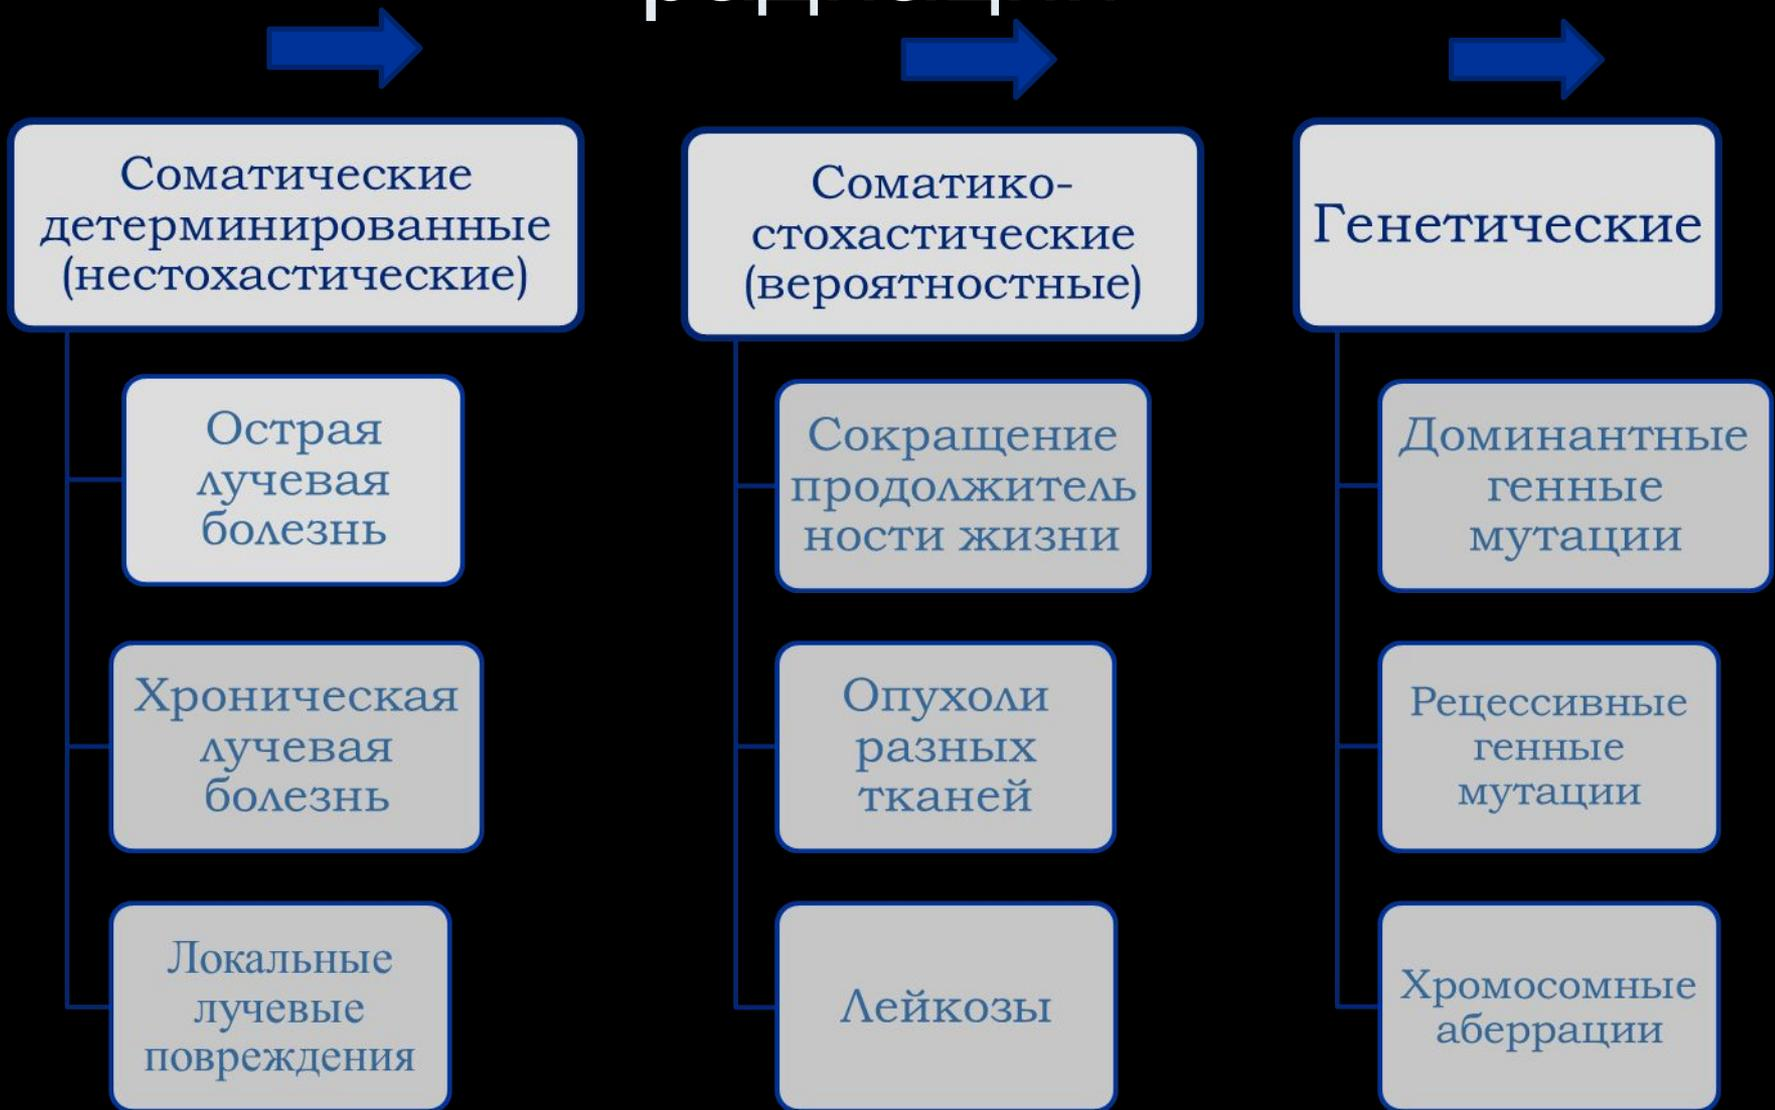 Соматические
детерминированные
(нестохастические)
Острая
лучевая
болезнь
Хроническая
лучевая
болезнь
Локальные
лучевые
повреждения
Соматико-
стохастические
(вероятностные)
Сокращение
продолжитель
ности жизни
Опухоли
разных
тканей
Лейкозы
Генетические
Доминантные
генные
мутации
Рецессивные
генные
мутации
Хромосомные
аберрации